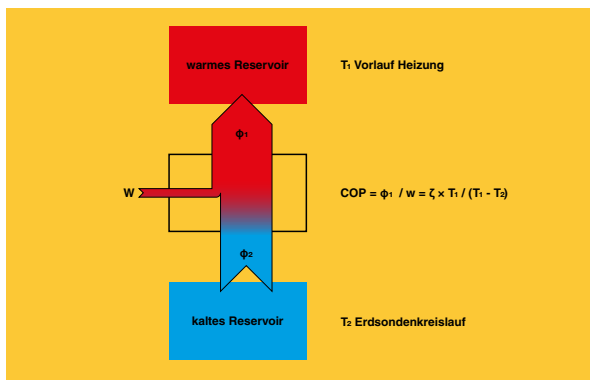 warmes Reservoir
T₁ Vorlauf Heizung
ϕ₁
W
COP = ϕ₁ / w = ζ × T₁ / (T₁ - T₂)
ϕ₂
kaltes Reservoir
T₂ Erdsondenkreislauf